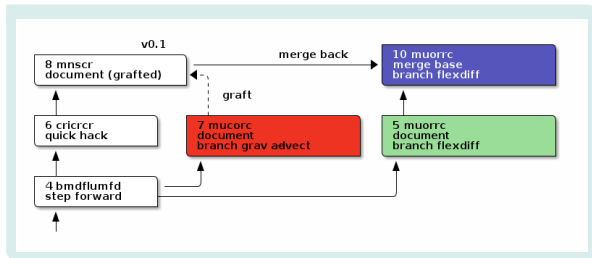 v0.1
8 mnscr
document (grafted)
merge back
10 muorrc
merge base
branch flexdiff
graft
6 cricrcr
quick hack
7 mucorc
document
branch grav advect
5 muorrc
document
branch flexdiff
4 bmdflumfd
step forward